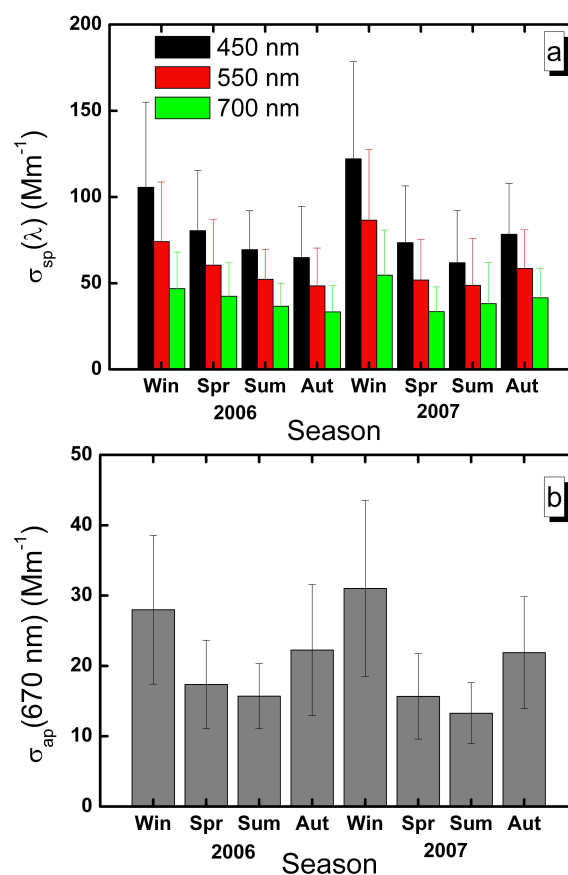 200
150
100
50
0
σsp(λ) (Mm-1)
450 nm
550 nm
700 nm
a
Win Spr Sum Aut Win Spr Sum Aut
2006 2007
Season
50
40
30
20
10
0
σap(670 nm) (Mm-1)
b
Win Spr Sum Aut Win Spr Sum Aut
2006 2007
Season